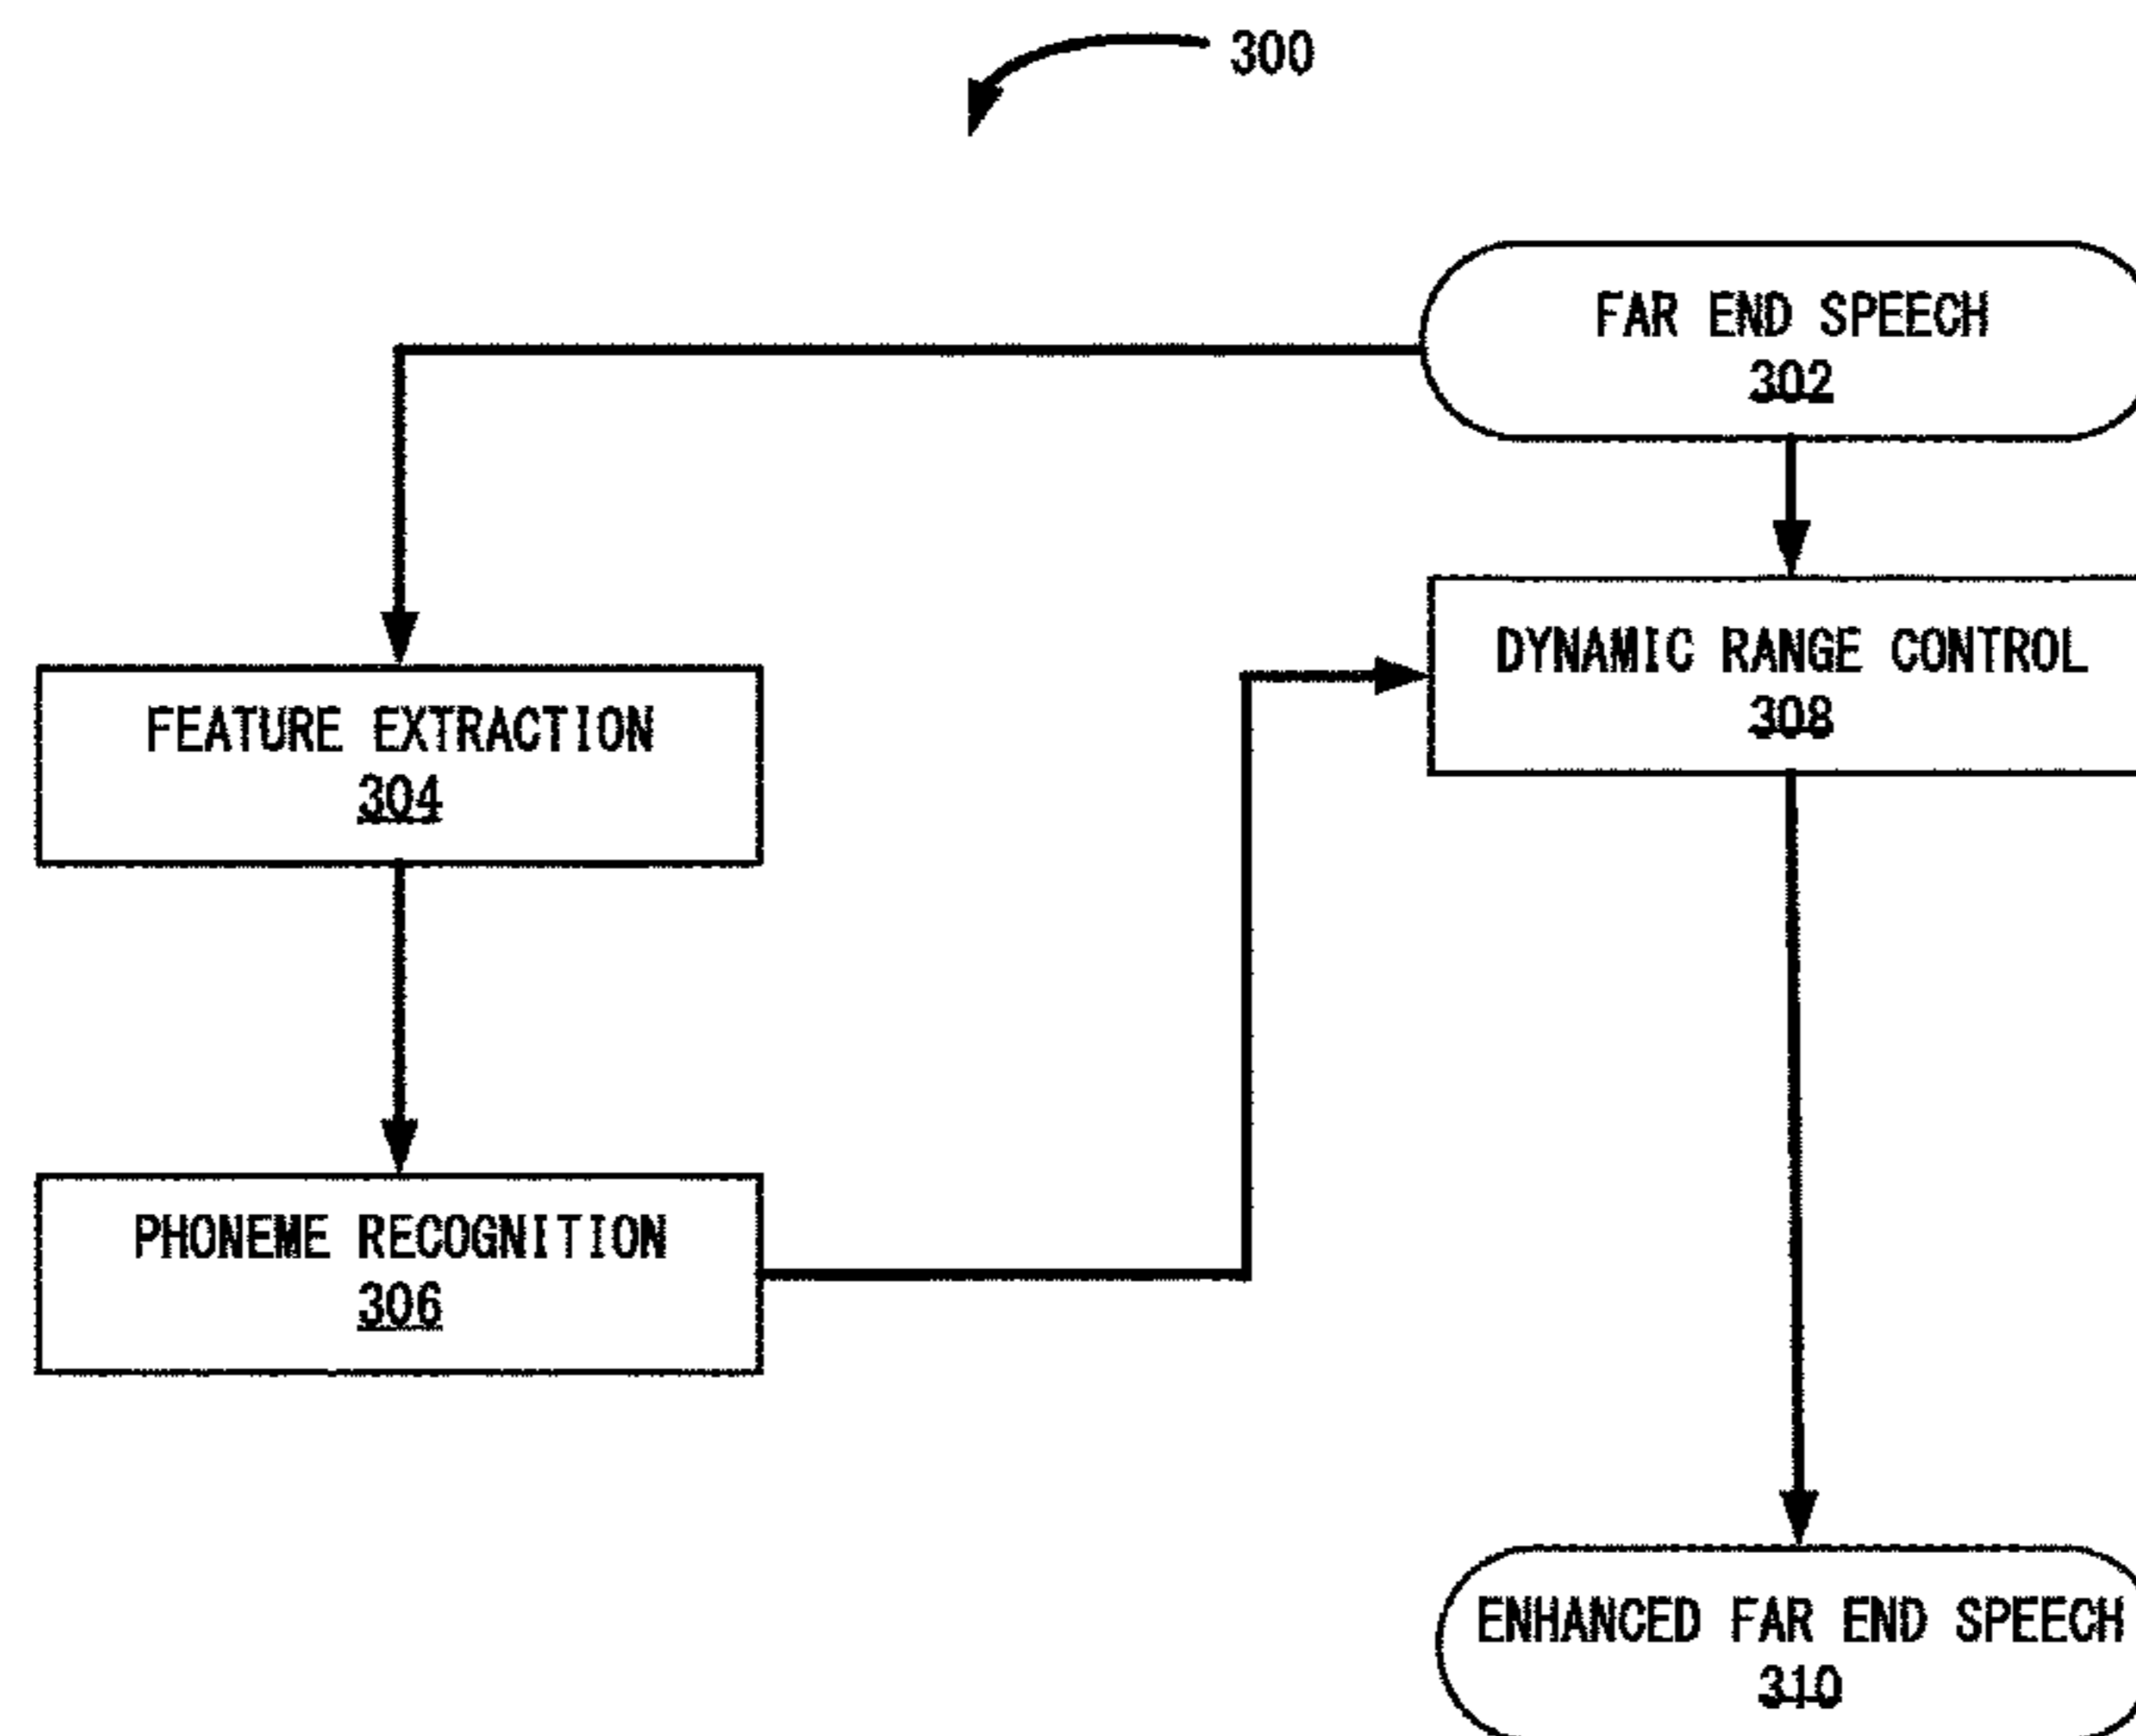 300
FAR END SPEECH
302
DYNAMIC RANGE CONTROL
308
FEATURE EXTRACTION
304
PHONEME RECOGNITION
306
ENHANCED FAR END SPEECH
310